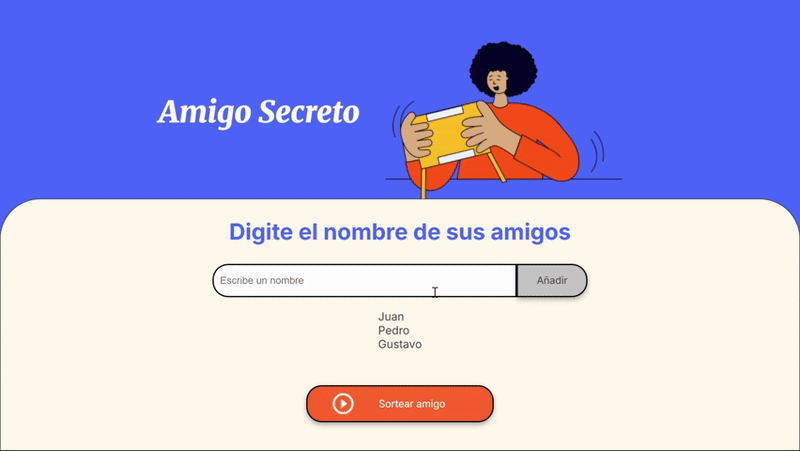 Amigo Secreto
Digite el nombre de sus amigos
Escribe un nombre
Añadir
Juan
Pedro
Gustavo
Sortear amigo